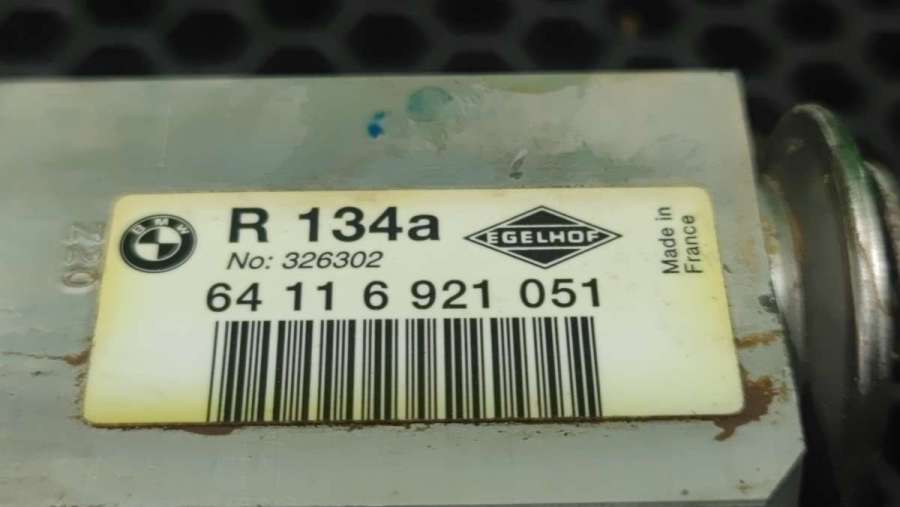 BMW
R 134a
EGELHOF
No: 326302
Made in
France
64 11 6 921 051